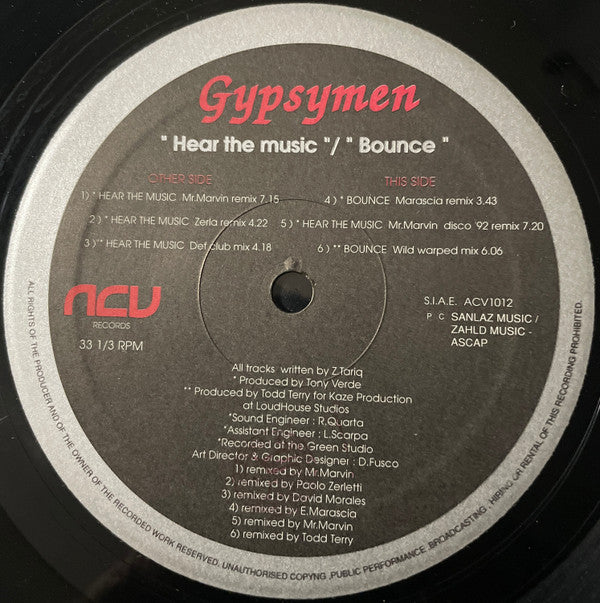 Gypsymen
" Hear the music "/ " Bounce "
OTHER SIDE
1) * HEAR THE MUSIC Mr.Marvin remix 7.15
2 ) * HEAR THE MUSIC Zerla remix 4.22
3 )** HEAR THE MUSIC Def club mix 4.18
THIS SIDE
4 ) * BOUNCE Marascia remix 3.43
5 ) * HEAR THE MUSIC Mr.Marvin disco '92 remix 7.20
6 ) ** BOUNCE Wild warped mix 6.06
ACV
RECORDS
33 1/3 RPM
S.I.A.E. ACV1012
P C SANLAZ MUSIC /
ZAHLD MUSIC -
ASCAP
All tracks written by Z.Tariq
* Produced by Tony Verde
** Produced by Todd Terry for Kaze Production
at LoudHouse Studios
*Sound Engineer : R.Quarta
*Assistant Engineer : L.Scarpa
*Recorded at the Green Studio
Art Director & Graphic Designer : D.Fusco
1) remixed by Mr.Marvin
2) remixed by Paolo Zerletti
3) remixed by David Morales
4) remixed by E.Marascia
5) remixed by Mr.Marvin
6) remixed by Todd Terry
ALL RIGHTS OF THE PRODUCER AND OF THE OWNER OF THE RECORDED WORK RESERVED. UNAUTHORISED COPYNG ,PUBLIC PERFORMANCE ,BROADCASTING HIRING OR RENTAL OF THIS RECORDING PROHIBITED.